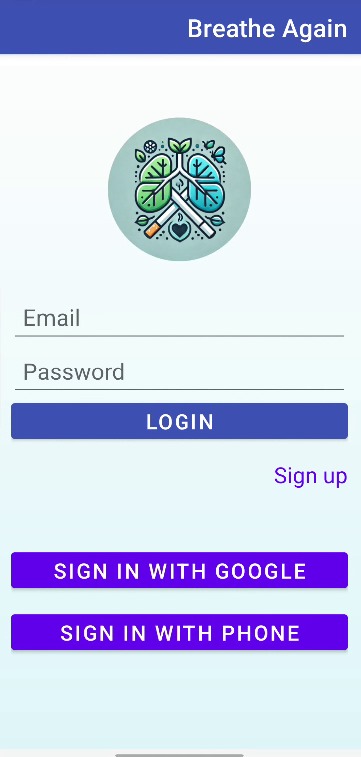 Breathe Again
Email
Password
LOGIN
Sign up
SIGN IN WITH GOOGLE
SIGN IN WITH PHONE